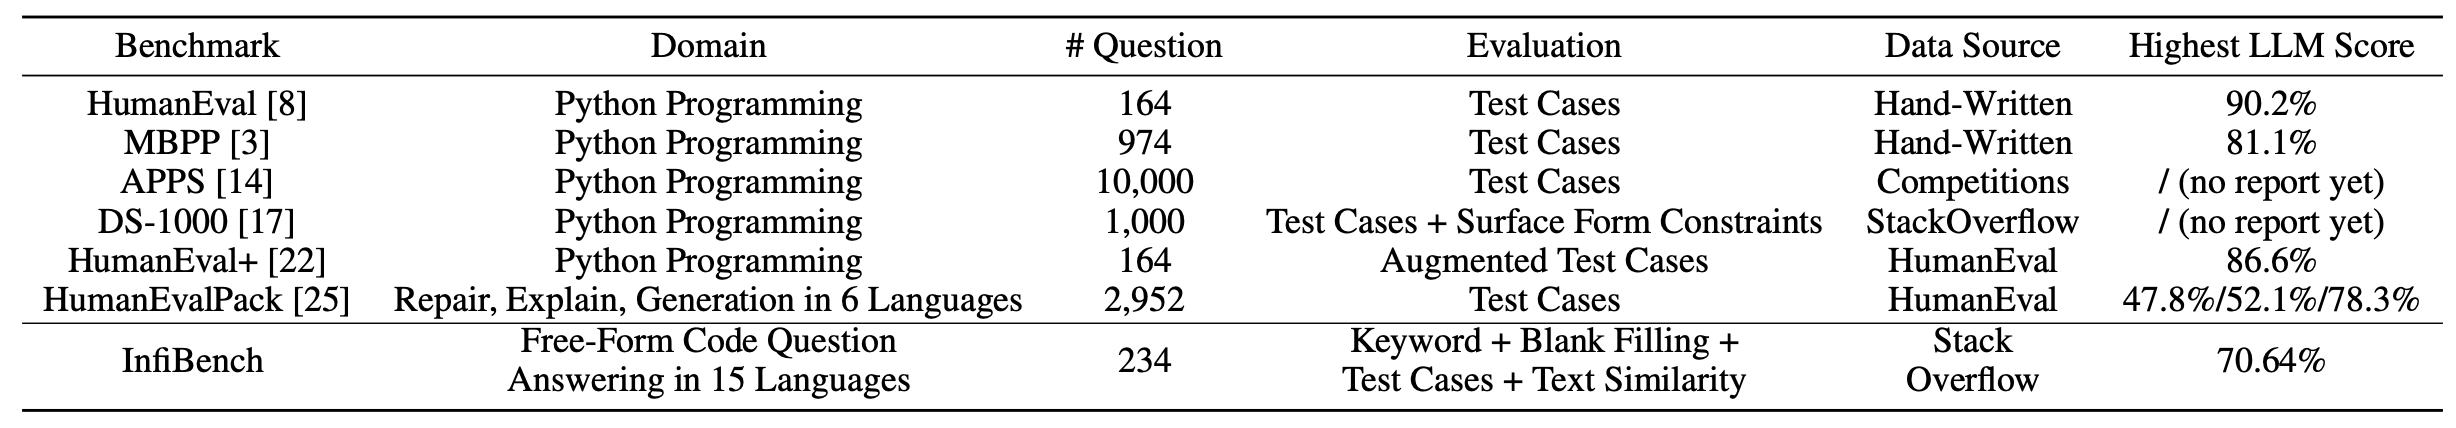 Benchmark Domain # Question Evaluation Data Source Highest LLM Score
HumanEval [8] Python Programming 164 Test Cases Hand-Written 90.2%
MBPP [3] Python Programming 974 Test Cases Hand-Written 81.1%
APPS [14] Python Programming 10,000 Test Cases Competitions / (no report yet)
DS-1000 [17] Python Programming 1,000 Test Cases + Surface Form Constraints StackOverflow / (no report yet)
HumanEval+ [22] Python Programming 164 Augmented Test Cases HumanEval 86.6%
HumanEvalPack [25] Repair, Explain, Generation in 6 Languages 2,952 Test Cases HumanEval 47.8%/52.1%/78.3%
Free-Form Code Question Keyword + Blank Filling + Stack
InfiBench 234 70.64%
Answering in 15 Languages Test Cases + Text Similarity Overflow